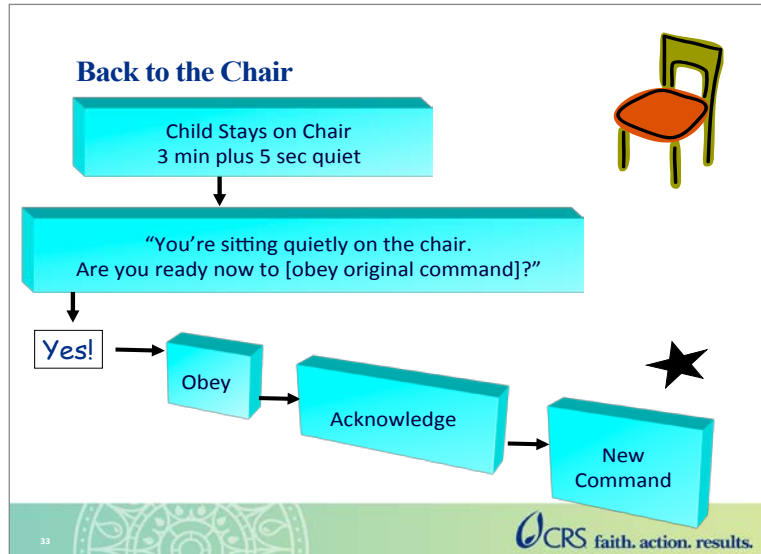 Back to the Chair
Child Stays on Chair
3 min plus 5 sec quiet
“You’re sitting quietly on the chair.
Are you ready now to [obey original command]?”
Yes!
Obey
Acknowledge
New
Command
33
CRS faith. action. results.